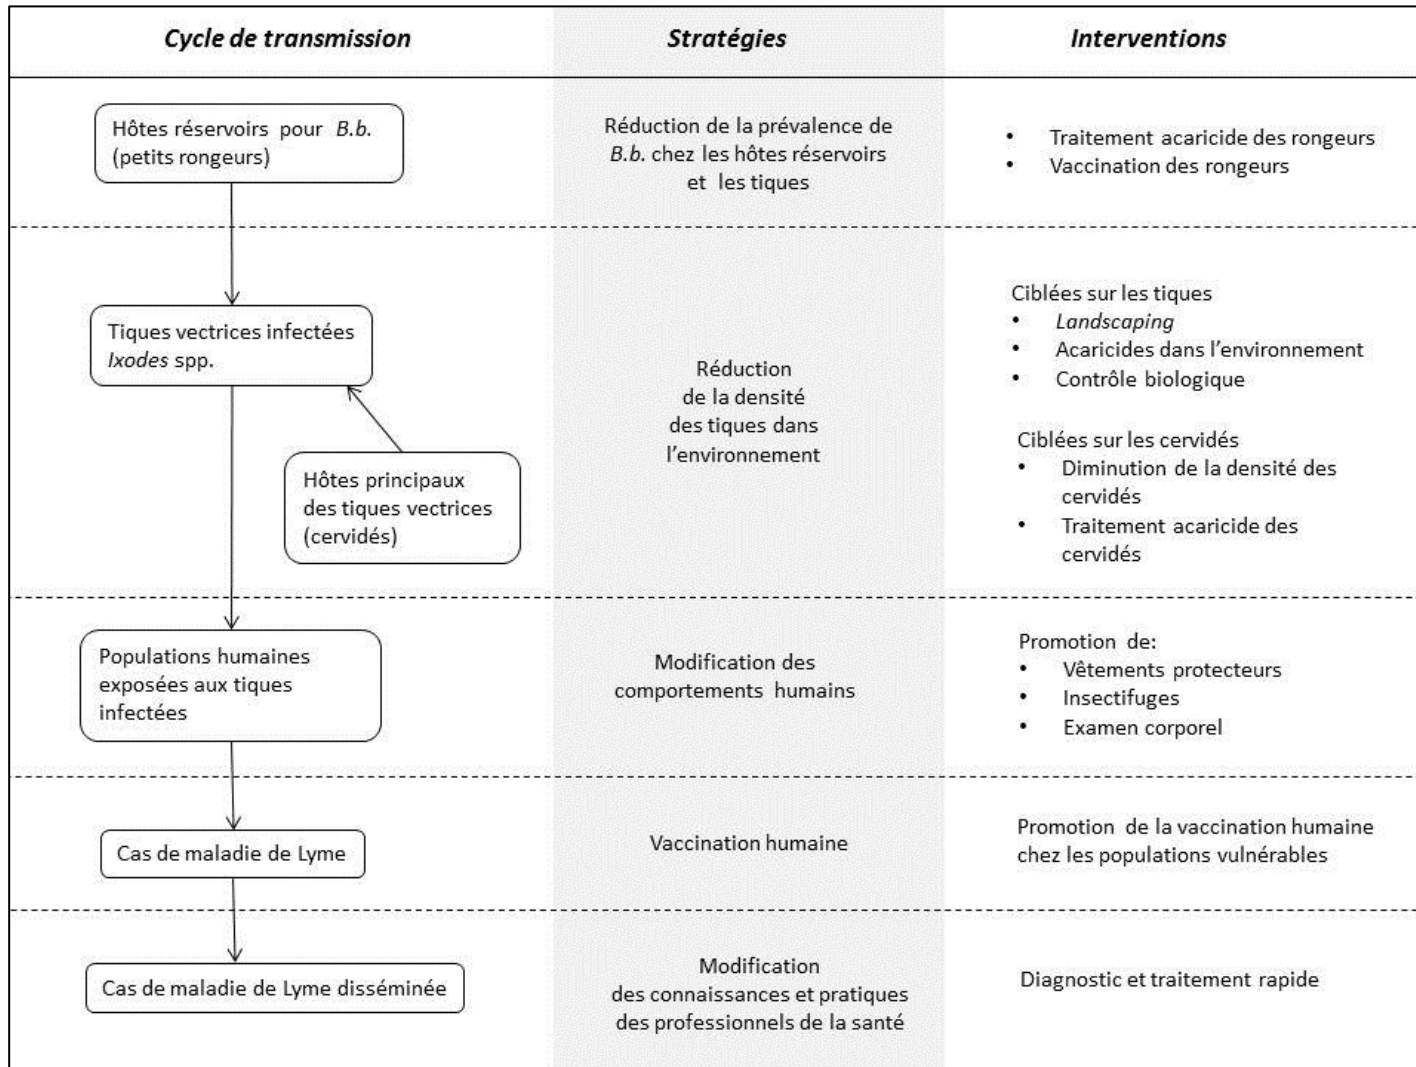 Cycle de transmission
Stratégies
Interventions
Hôtes réservoirs pour B.b.
(petits rongeurs)
Réduction de la prévalence de
B.b. chez les hôtes réservoirs
et les tiques
• Traitement acaricide des rongeurs
• Vaccination des rongeurs
Tiques vectrices infectées
Ixodes spp.
Hôtes principaux
des tiques vectrices
(cervidés)
Réduction
de la densité
des tiques dans
l’environnement
Ciblées sur les tiques
• Landscaping
• Acaricides dans l’environnement
• Contrôle biologique
Ciblées sur les cervidés
• Diminution de la densité des
cervidés
• Traitement acaricide des
cervidés
Populations humaines
exposées aux tiques
infectées
Modification des
comportements humains
Promotion de:
• Vêtements protecteurs
• Insectifuges
• Examen corporel
Cas de maladie de Lyme
Vaccination humaine
Promotion de la vaccination humaine
chez les populations vulnérables
Cas de maladie de Lyme disséminée
Modification
des connaissances et pratiques
des professionnels de la santé
Diagnostic et traitement rapide